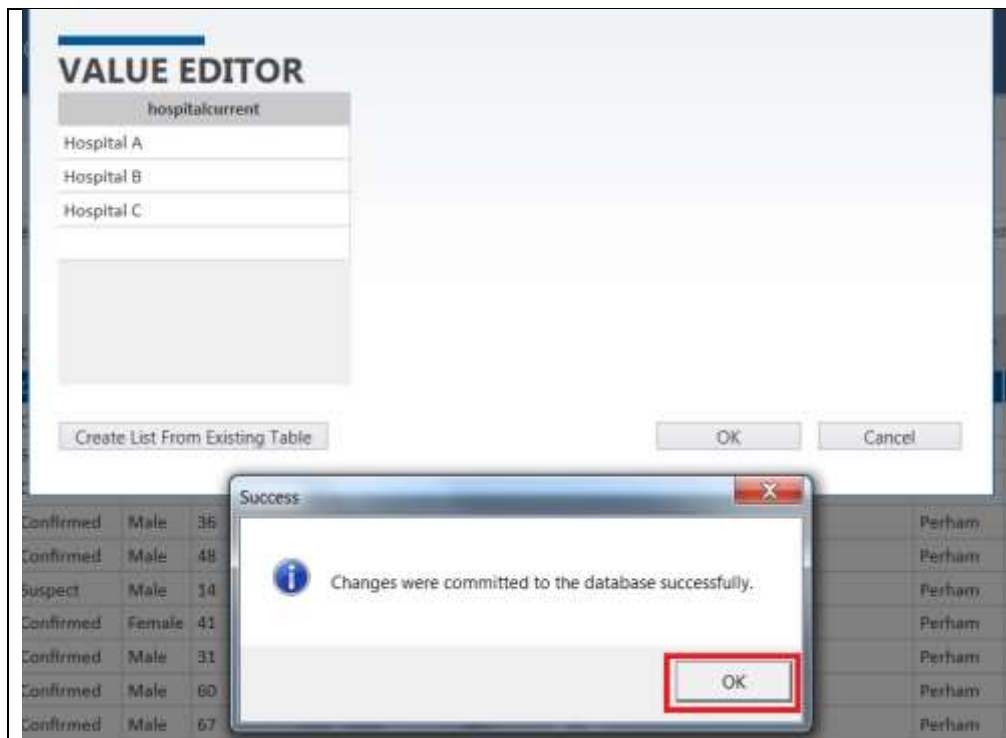 VALUE EDITOR
hospitalcurrent
Hospital A
Hospital B
Hospital C
Create List From Existing Table
OK
Cancel
Success
Changes were committed to the database successfully.
OK
Confirmed Male 36 Perham
Confirmed Male 48 Perham
Suspect Male 14 Perham
Confirmed Female 41 Perham
Confirmed Male 31 Perham
Confirmed Male 60 Perham
Confirmed Male 67 Perham